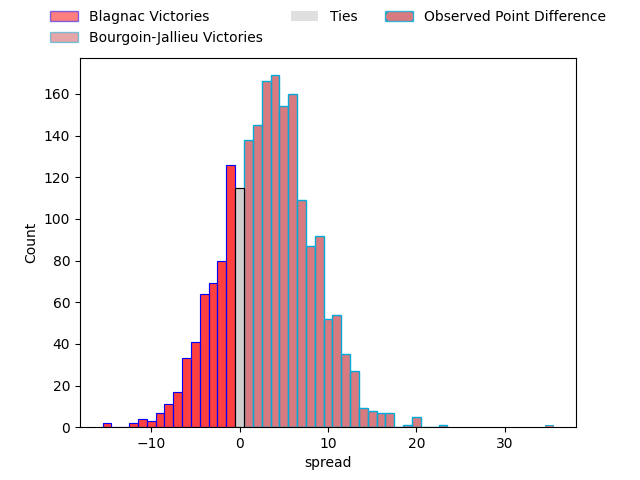 Blagnac Victories
Bourgoin-Jallieu Victories
Ties
Observed Point Difference
Count
160
140
120
100
80
60
40
20
0
−10
0
10
20
30
spread